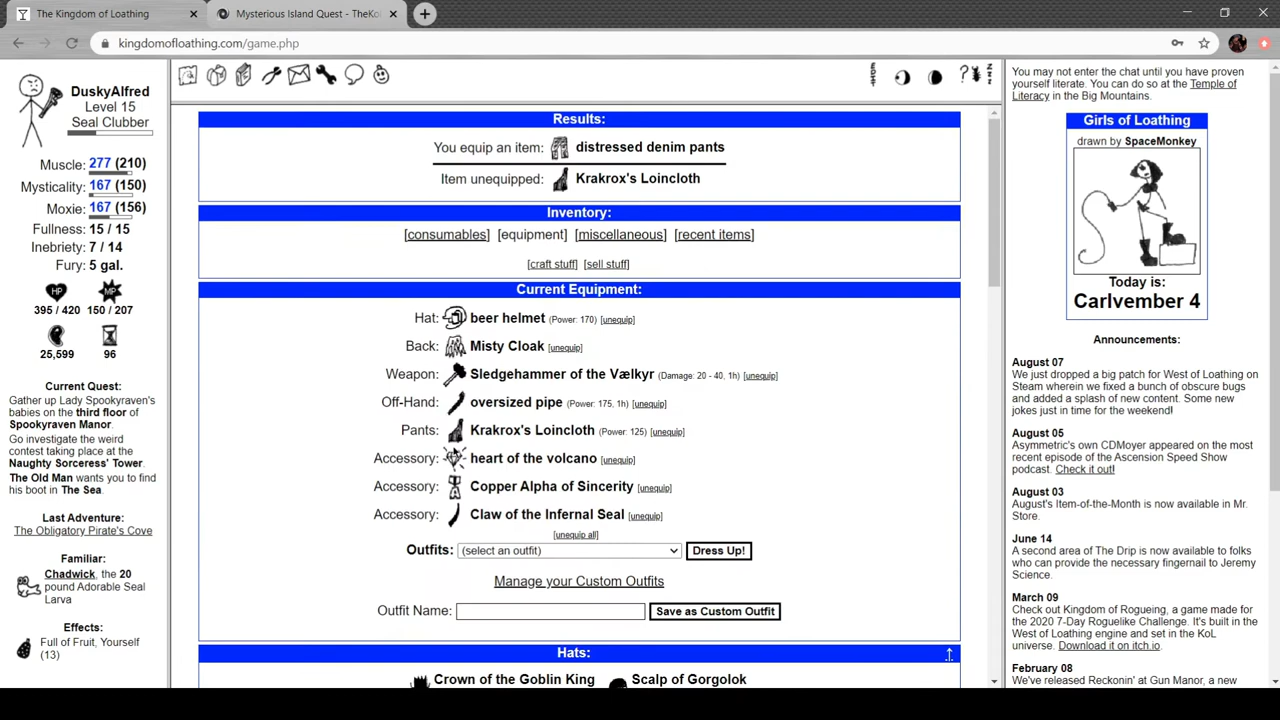 The Kingdom of Loathing
Mysterious Island Quest - TheKol
kingdomofloathing.com/game.php
DuskyAlfred
Level 15
Seal Clubber
Muscle: 277 (210)
Mysticality: 167 (150)
Moxie: 167 (156)
Fullness: 15 / 15
Inebriety: 7 / 14
Fury: 5 gal.
HP MP
395 / 420 150 / 207
25,599 96
Current Quest:
Gather up Lady Spookyraven's
babies on the third floor of
Spookyraven Manor.
Go investigate the weird
contest taking place at the
Naughty Sorceress' Tower.
The Old Man wants you to find
his boot in The Sea.
Last Adventure:
The Obligatory Pirate's Cove
Familiar:
Chadwick, the 20
pound Adorable Seal
Larva
Effects:
Full of Fruit, Yourself
(13)
Results:
You equip an item: distressed denim pants
Item unequipped: Krakrox's Loincloth
Inventory:
[consumables] [equipment] [miscellaneous] [recent items]
[craft stuff] [sell stuff]
Current Equipment:
Hat: beer helmet (Power: 170) [unequip]
Back: Misty Cloak [unequip]
Weapon: Sledgehammer of the Vælkyr (Damage: 20 - 40, 1h) [unequip]
Off-Hand: oversized pipe (Power: 175, 1h) [unequip]
Pants: Krakrox's Loincloth (Power: 125) [unequip]
Accessory: heart of the volcano [unequip]
Accessory: Copper Alpha of Sincerity [unequip]
Accessory: Claw of the Infernal Seal [unequip]
[unequip all]
Outfits: (select an outfit) Dress Up!
Manage your Custom Outfits
Outfit Name: Save as Custom Outfit
Hats:
Crown of the Goblin King Scalp of Gorgolok
You may not enter the chat until you have proven
yourself literate. You can do so at the Temple of
Literacy in the Big Mountains.
Girls of Loathing
drawn by SpaceMonkey
Today is:
Carlvember 4
Announcements:
August 07
We just dropped a big patch for West of Loathing on
Steam wherein we fixed a bunch of obscure bugs
and added a splash of new content. Some new
jokes just in time for the weekend!
August 05
Asymmetric's own CDMoyer appeared on the most
recent episode of the Ascension Speed Show
podcast. Check it out!
August 03
August's Item-of-the-Month is now available in Mr.
Store.
June 14
A second area of The Drip is now available to folks
who can provide the necessary fingernail to Jeremy
Science.
March 09
Check out Kingdom of Rogueing, a game made for
the 2020 7-Day Roguelike Challenge. It's built in the
West of Loathing engine and set in the KoL
universe. Download it on itch.io.
February 08
We've released Reckonin' at Gun Manor, a new